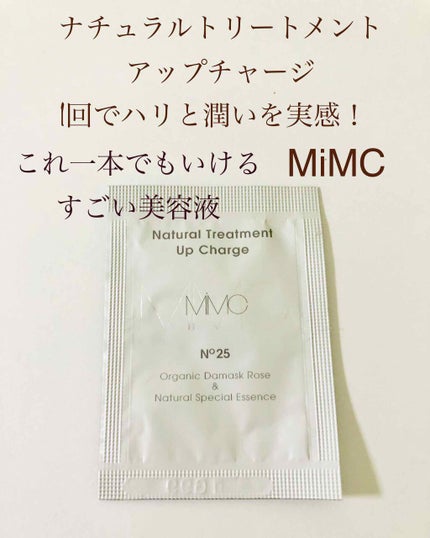 ナチュラルトリートメント
アップチャージ
1回でハリと潤いを実感！
これ一本でもいける MiMC
すごい美容液
Natural Treatment
Up Charge
MiMC
Nº25
Organic Damask Rose
&
Natural Special Essence